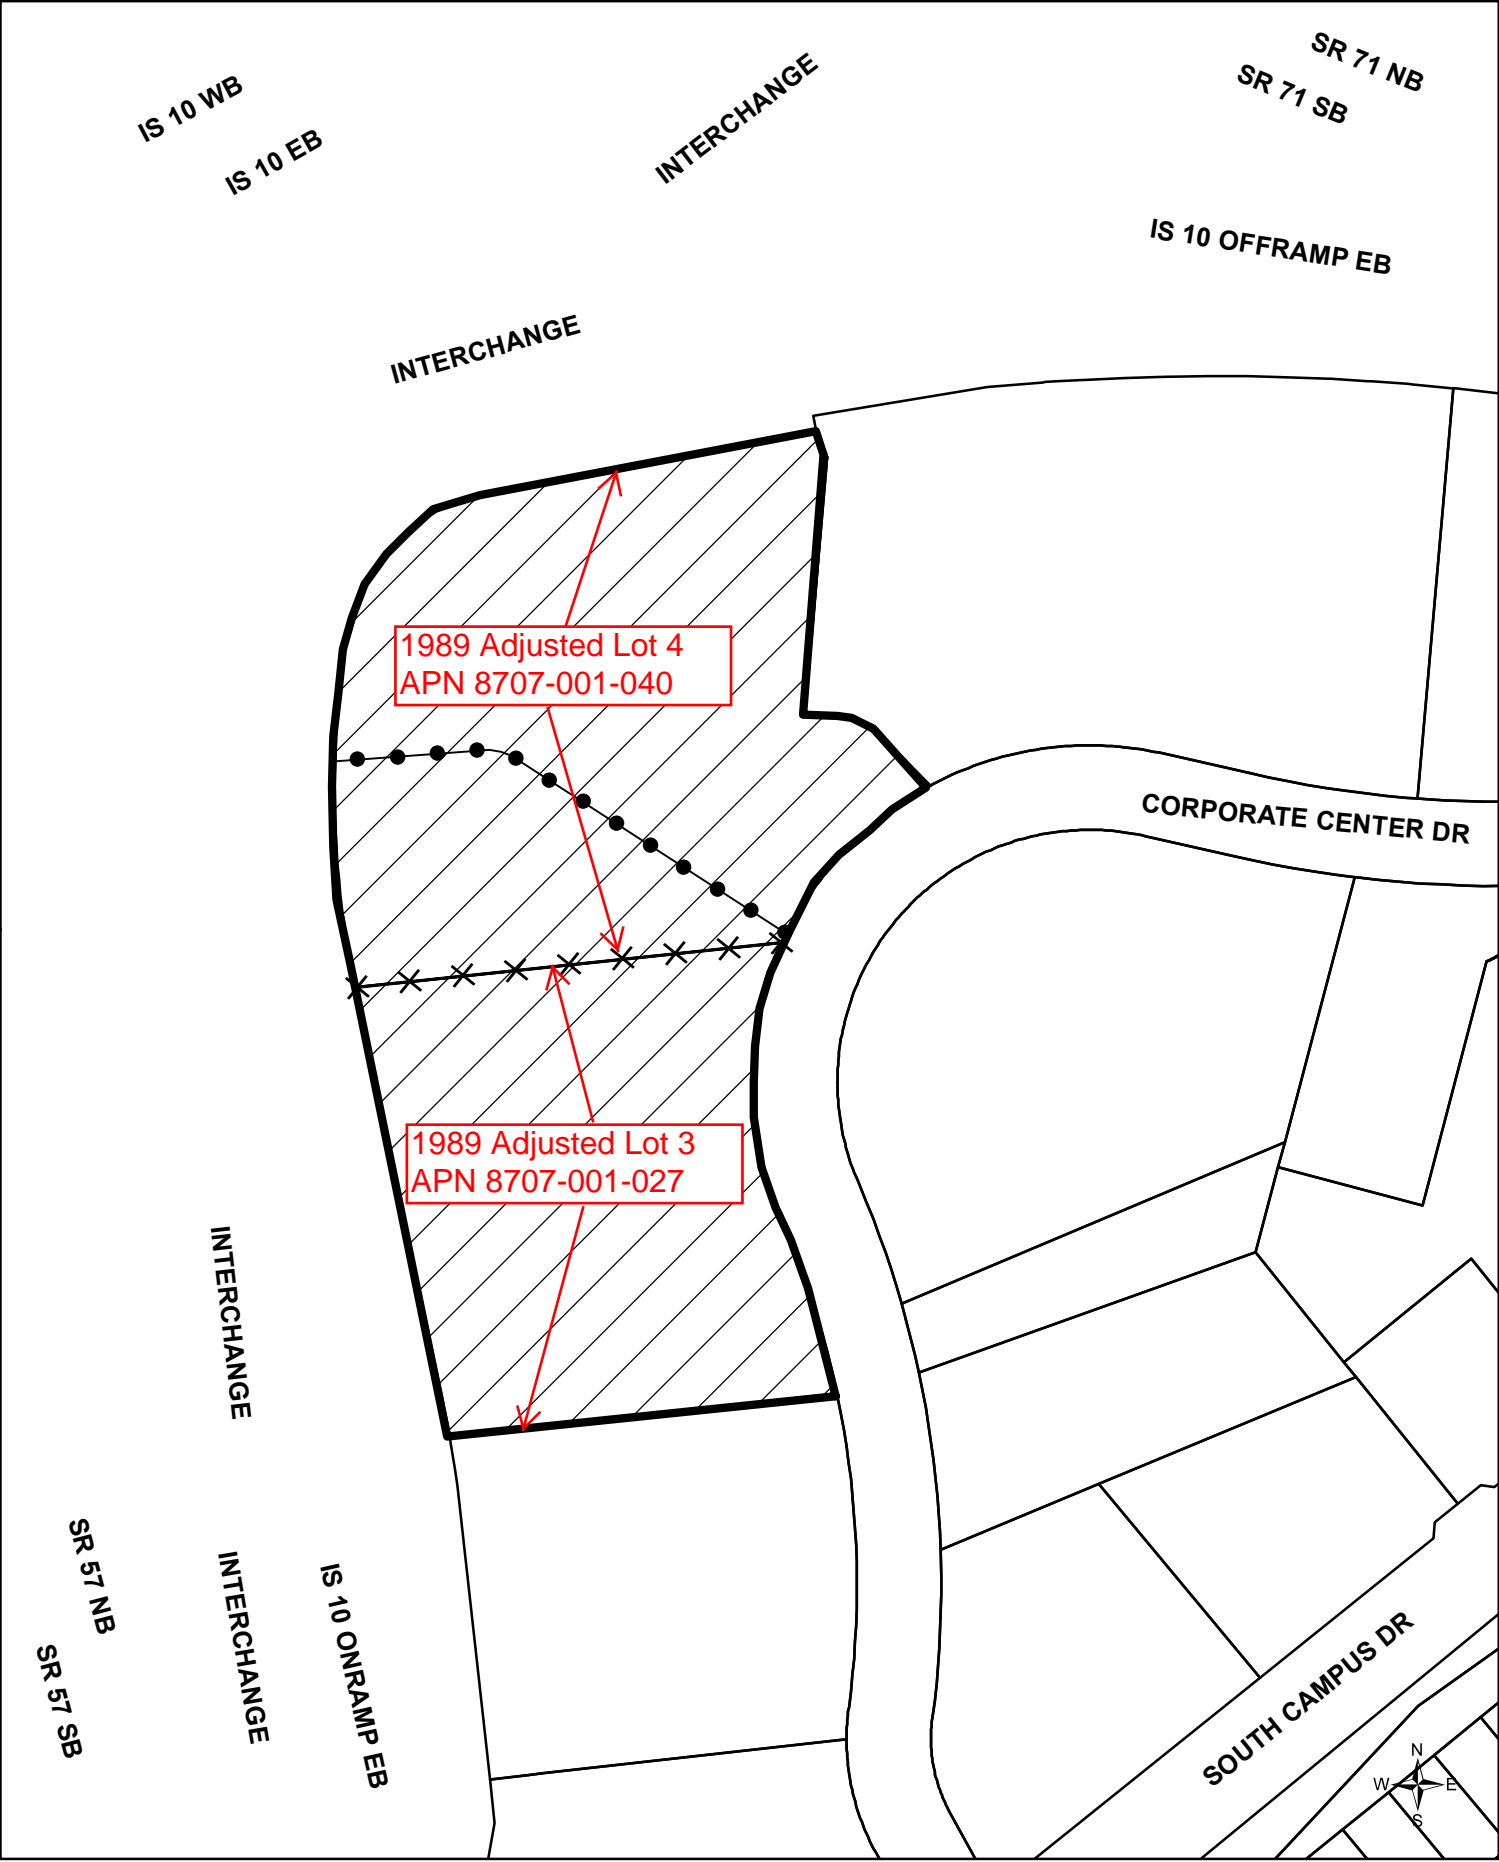 SR 71 NB
SR 71 SB
IS 10 WB
IS 10 EB
INTERCHANGE
IS 10 OFFRAMP EB
INTERCHANGE
1989 Adjusted Lot 4
APN 8707-001-040
CORPORATE CENTER DR
1989 Adjusted Lot 3
APN 8707-001-027
INTERCHANGE
SR 57 NB
SR 57 SB
INTERCHANGE
IS 10 ONRAMP EB
SOUTH CAMPUS DR
N
W E
S